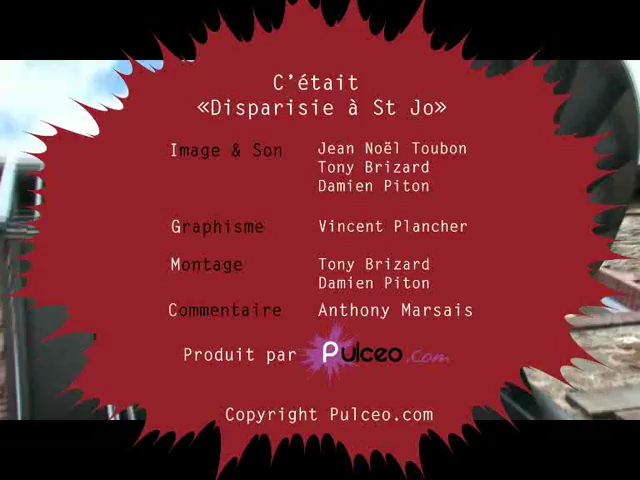 C'était
«Disparisie à St Jo»
Image & Son Jean Noël Toubon
Tony Brizard
Damien Piton
Graphisme Vincent Plancher
Montage Tony Brizard
Damien Piton
Commentaire Anthony Marsais
Produit par Pulceo.com
Copyright Pulceo.com